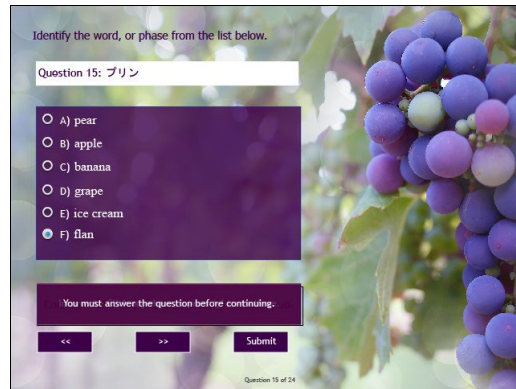 Identify the word, or phase from the list below.
Question 15: プリン
A) pear
B) apple
C) banana
D) grape
E) ice cream
F) flan
You must answer the question before continuing.
<< >> Submit
Question 15 of 24